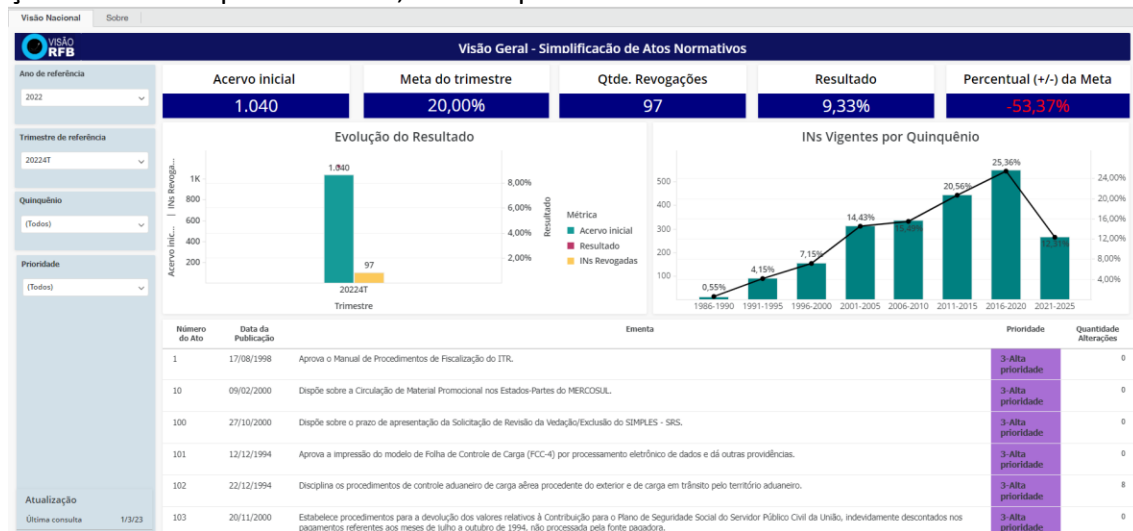 Visão Nacional Sobre
VISÃO
RFB
Visão Geral - Simplificação de Atos Normativos
Ano de referência
2022
Trimestre de referência
20224T
Quinquênio
(Todos)
Prioridade
(Todos)
Atualização
Última consulta 1/3/23
Acervo inicial Meta do trimestre Qtde. Revogações Resultado Percentual (+/-) da Meta
1.040 20,00% 97 9,33% -53,37%
Evolução do Resultado
Acervo inic... | INs Revoga...
1K
800
600
400
200
1.040
97
8,00%
6,00%
4,00%
2,00%
Resultado
20224T
Trimestre
Métrica
Acervo inicial
Resultado
INs Revogadas
INs Vigentes por Quinquênio
500
400
300
200
100
0,55%
4,15%
7,15%
14,43%
15,49%
20,56%
25,36%
24,00%
20,00%
16,00%
12,00%
8,00%
4,00%
1986-1990 1991-1995 1996-2000 2001-2005 2006-2010 2011-2015 2016-2020 2021-2025
Número do Ato Data da Publicação Ementa Prioridade Quantidade Alterações
1 17/08/1998 Aprova o Manual de Procedimentos de Fiscalização do ITR. 3-Alta prioridade 0
10 09/02/2000 Dispõe sobre a Circulação de Material Promocional nos Estados-Partes do MERCOSUL. 3-Alta prioridade 0
100 27/10/2000 Dispõe sobre o prazo de apresentação da Solicitação de Revisão da Vedação/Exclusão do SIMPLES - SRS. 3-Alta prioridade 0
101 12/12/1994 Aprova a impressão do modelo de Folha de Controle de Carga (FCC-4) por processamento eletrônico de dados e dá outras providências. 3-Alta prioridade 0
102 22/12/1994 Disciplina os procedimentos de controle aduaneiro de carga aérea procedente do exterior e de carga em trânsito pelo território aduaneiro. 3-Alta prioridade 8
103 20/11/2000 Estabelece procedimentos para a devolução dos valores relativos à Contribuição para o Plano de Seguridade Social do Servidor Público Civil da União, indevidamente descontados nos
pagamentos referentes aos meses de julho a outubro de 1994, não processada pela fonte pagadora. 3-Alta prioridade 0